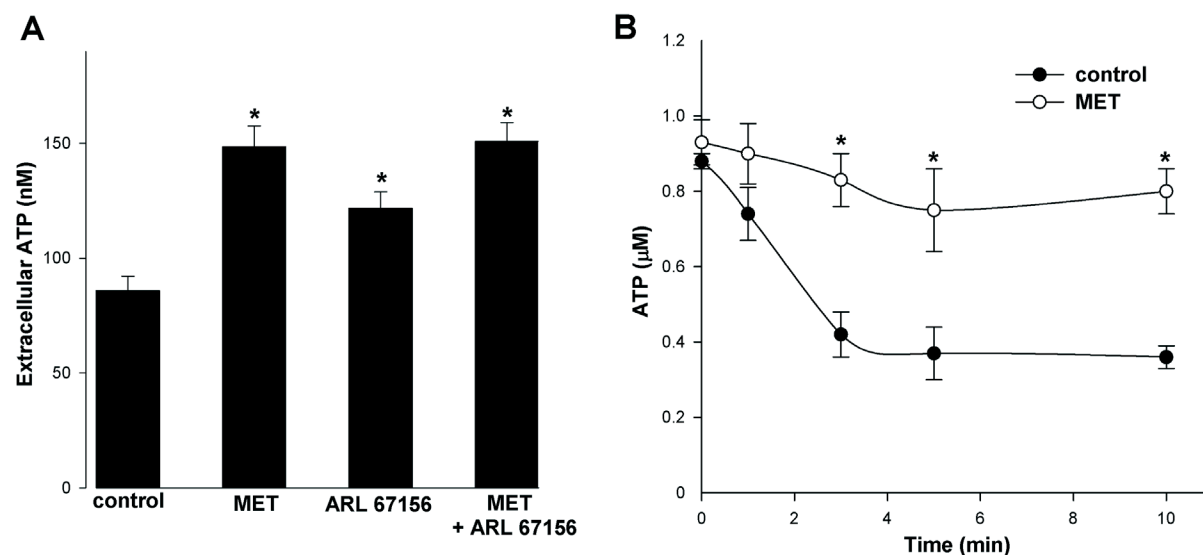 A
Extracellular ATP (nM)
150
100
50
0
*
*
*
control
MET
ARL 67156
MET
+ ARL 67156
B
ATP (µM)
1.2
1.0
0.8
0.6
0.4
0.2
0
control
MET
*
*
*
0
2
4
6
8
10
Time (min)